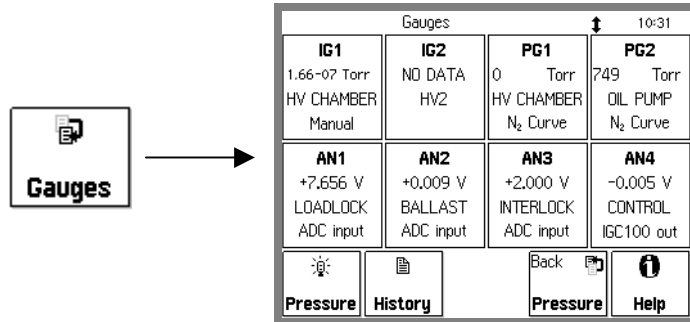 Gauges
Gauges 10:31
IG1 IG2 PG1 PG2
1.66-07 Torr NO DATA 0 Torr 749 Torr
HV CHAMBER HV2 HV CHAMBER OIL PUMP
Manual N₂ Curve N₂ Curve
AN1 AN2 AN3 AN4
+7.656 V +0.009 V +2.000 V -0.005 V
LOADLOCK BALLAST INTERLOCK CONTROL
ADC input ADC input ADC input IGC100 out
Back
Pressure History Pressure Help